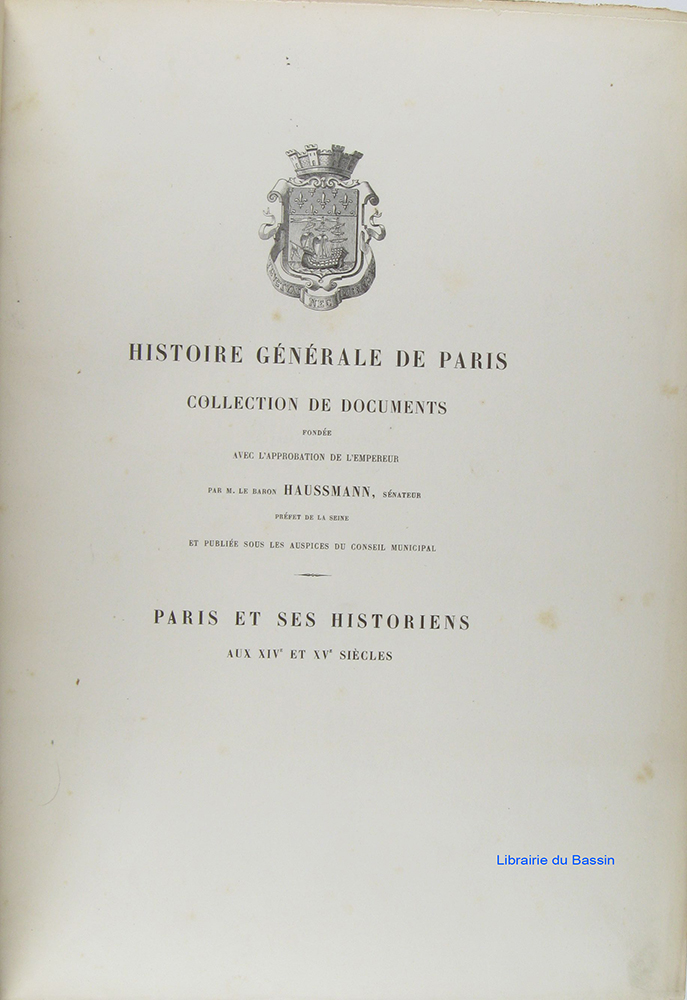 NEC
HISTOIRE GÉNÉRALE DE PARIS
COLLECTION DE DOCUMENTS
FONDÉE
AVEC L'APPROBATION DE L'EMPEREUR
PAR M. LE BARON HAUSSMANN, SÉNATEUR
PRÉFET DE LA SEINE
ET PUBLIÉE SOUS LES AUSPICES DU CONSEIL MUNICIPAL
PARIS ET SES HISTORIENS
AUX XIVᵉ ET XVᵉ SIÈCLES
Librairie du Bassin